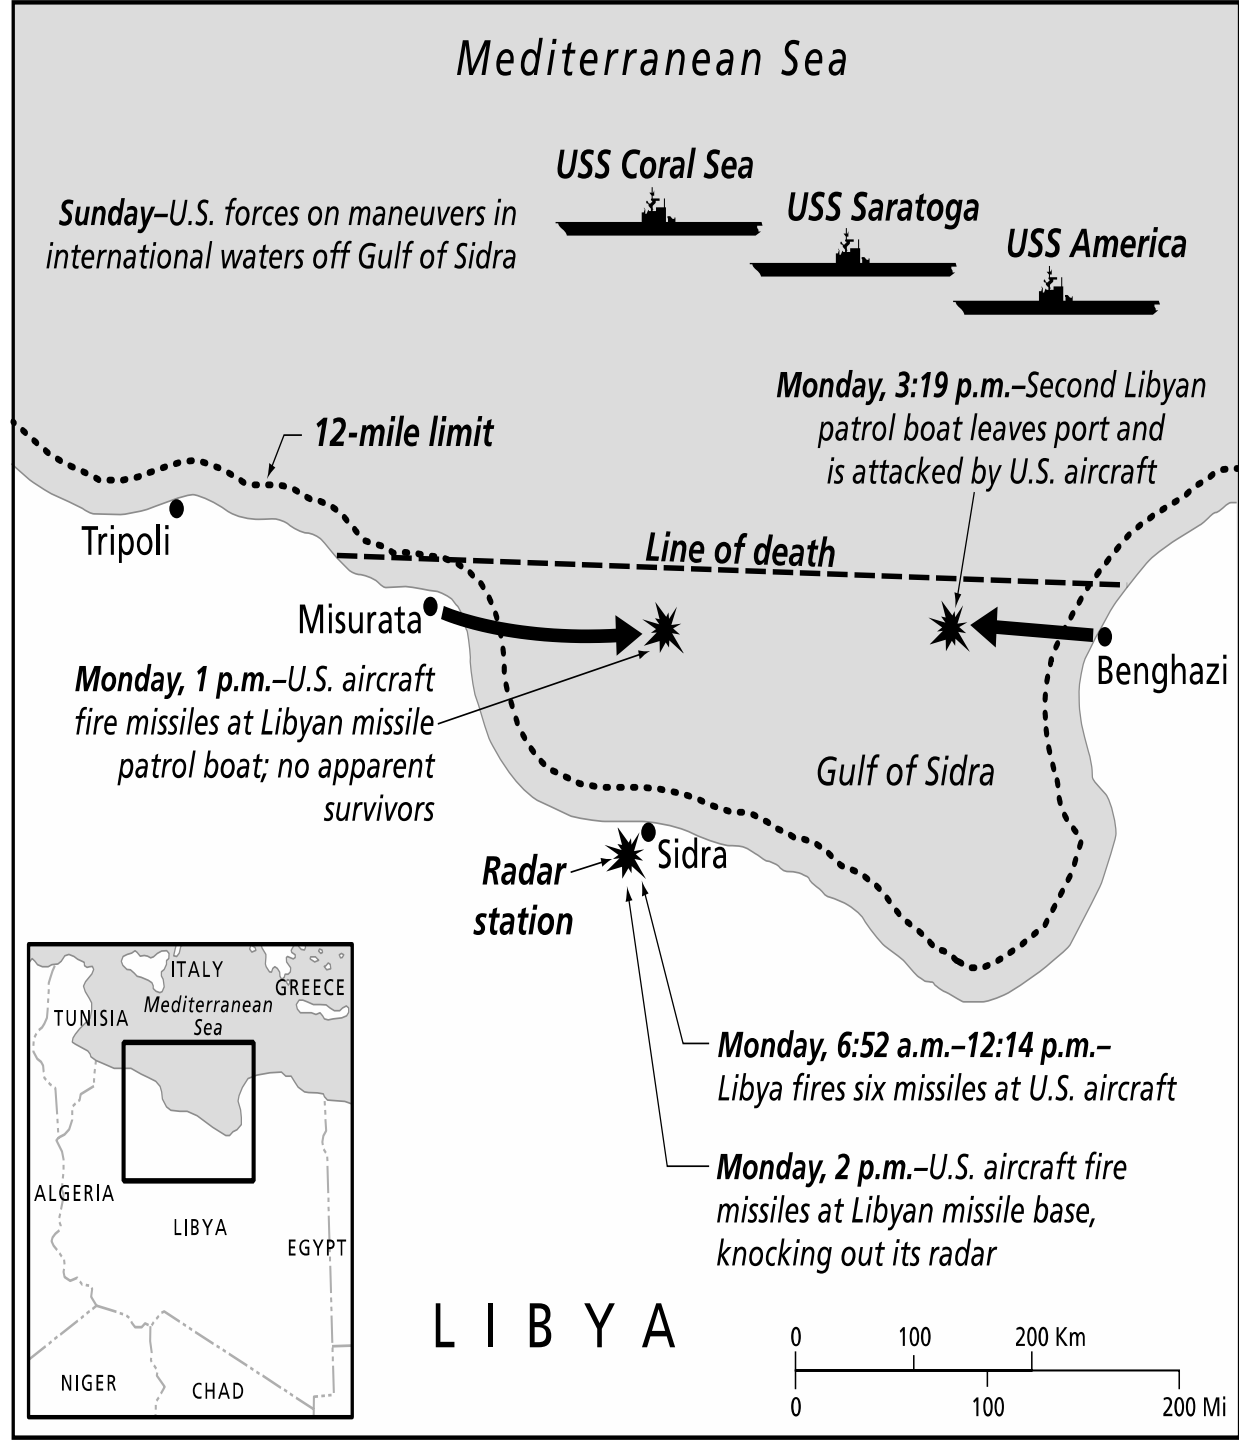 Mediterranean Sea
USS Coral Sea
USS Saratoga
USS America
Sunday–U.S. forces on maneuvers in
international waters off Gulf of Sidra
Monday, 3:19 p.m.–Second Libyan
patrol boat leaves port and
is attacked by U.S. aircraft
12-mile limit
Tripoli
Line of death
Misurata
Benghazi
Monday, 1 p.m.–U.S. aircraft
fire missiles at Libyan missile
patrol boat; no apparent
survivors
Gulf of Sidra
Sidra
Radar
station
Monday, 6:52 a.m.–12:14 p.m.–
Libya fires six missiles at U.S. aircraft
Monday, 2 p.m.–U.S. aircraft fire
missiles at Libyan missile base,
knocking out its radar
ITALY
GREECE
Mediterranean
Sea
TUNISIA
ALGERIA
LIBYA
EGYPT
NIGER
CHAD
LIBYA
0 100 200 Km
0 100 200 Mi